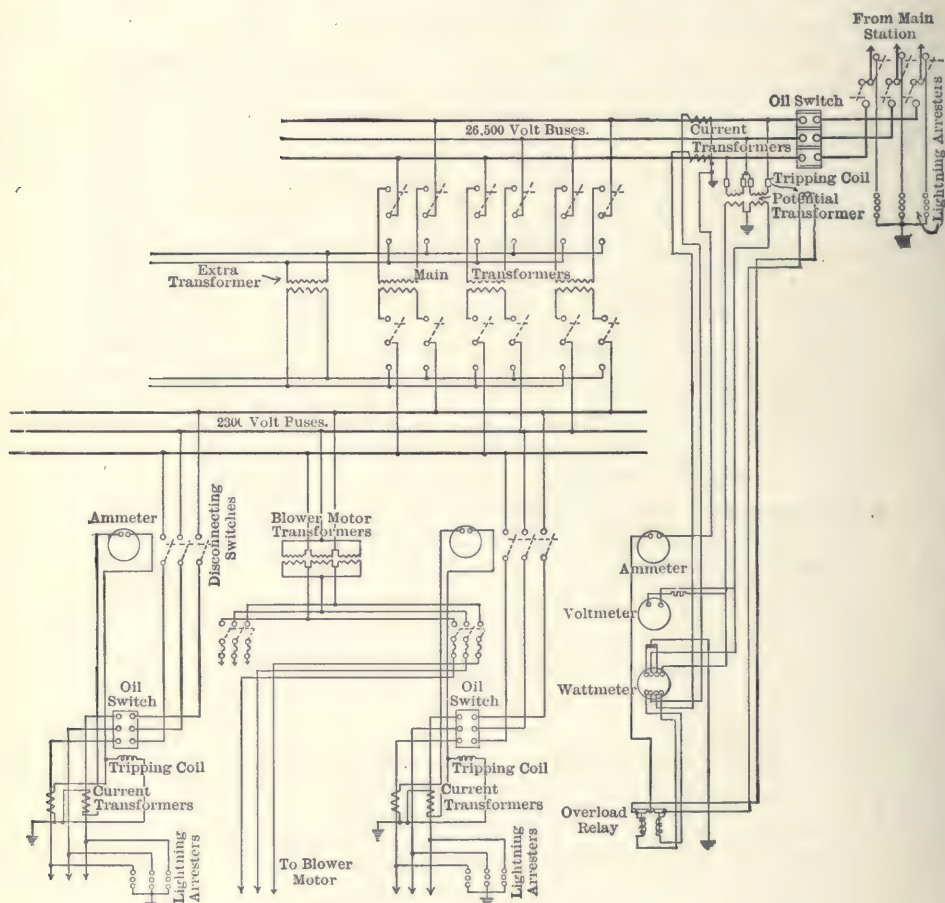 From Main
Station
Oil Switch
Lightning Arresters
26,500 Volt Buses.
Current
Transformers
Tripping Coil
Potential
Transformer
Extra
Transformer
Main Transformers
Volt Buses.
Ammeter
Disconnecting
Switches
Blower Motor
Transformers
Ammeter
Voltmeter
Wattmeter
Oil
Switch
Oil
Switch
Tripping Coil
Tripping Coil
Current
Transformers
Current
Transformers
Overload
Relay
Lightning
Arresters
To Blower
Motor
Lightning
Arresters